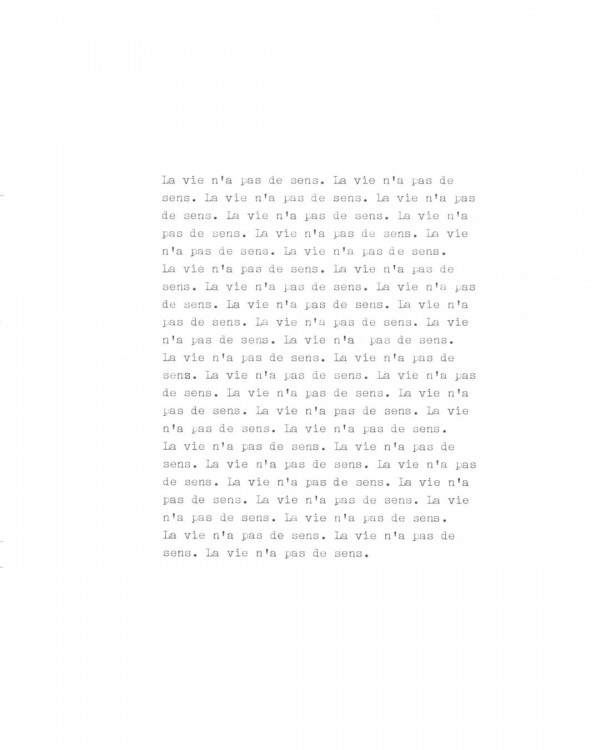 La vie n'a pas de sens. La vie n'a pas de
sens. La vie n'a pas de sens. La vie n'a pas
de sens. La vie n'a pas de sens. La vie n'a
pas de sens. La vie n'a pas de sens. La vie
n'a pas de sens. La vie n'a pas de sens.
La vie n'a pas de sens. La vie n'a pas de
sens. La vie n'a pas de sens. La vie n'a pas
de sens. La vie n'a pas de sens. La vie n'a
pas de sens. La vie n'a pas de sens. La vie
n'a pas de sens. La vie n'a  pas de sens.
La vie n'a pas de sens. La vie n'a pas de
sens. La vie n'a pas de sens. La vie n'a pas
de sens. La vie n'a pas de sens. La vie n'a
pas de sens. La vie n'a pas de sens. La vie
n'a pas de sens. La vie n'a pas de sens.
La vie n'a pas de sens. La vie n'a pas de
sens. La vie n'a pas de sens. La vie n'a pas
de sens. La vie n'a pas de sens. La vie n'a
pas de sens. La vie n'a pas de sens. La vie
n'a pas de sens. La vie n'a pas de sens.
La vie n'a pas de sens. La vie n'a pas de
sens. La vie n'a pas de sens.